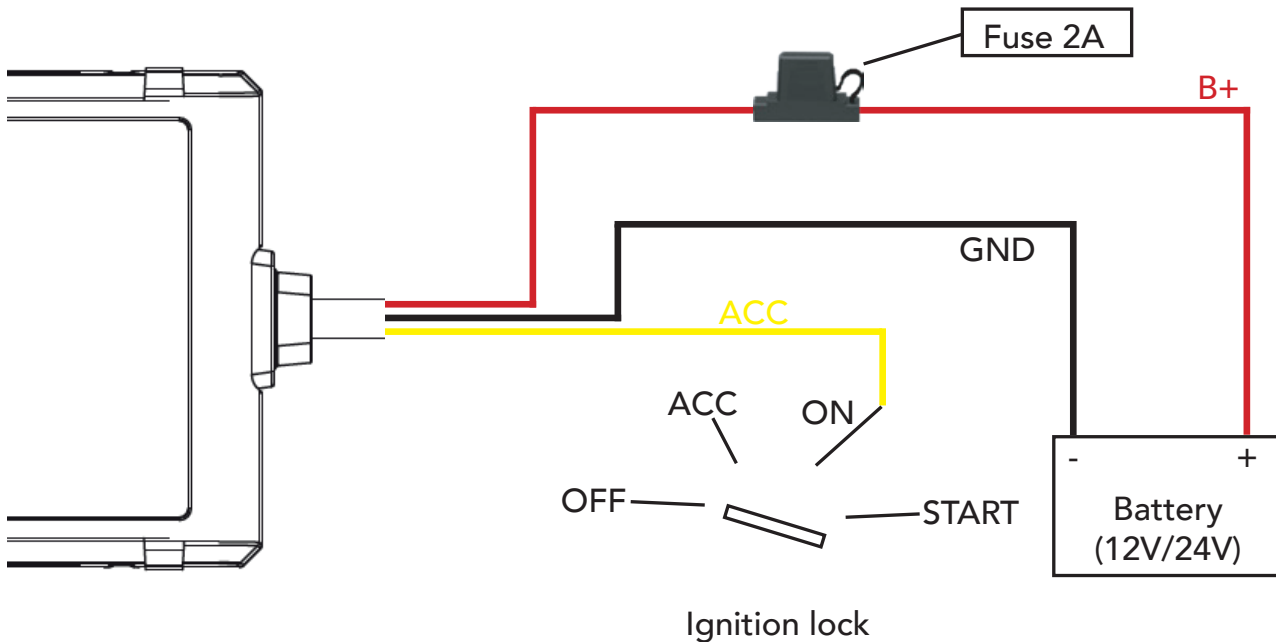 Fuse 2A
B+
GND
ACC
ACC
ON
OFF
START
- +
Battery
(12V/24V)
Ignition lock